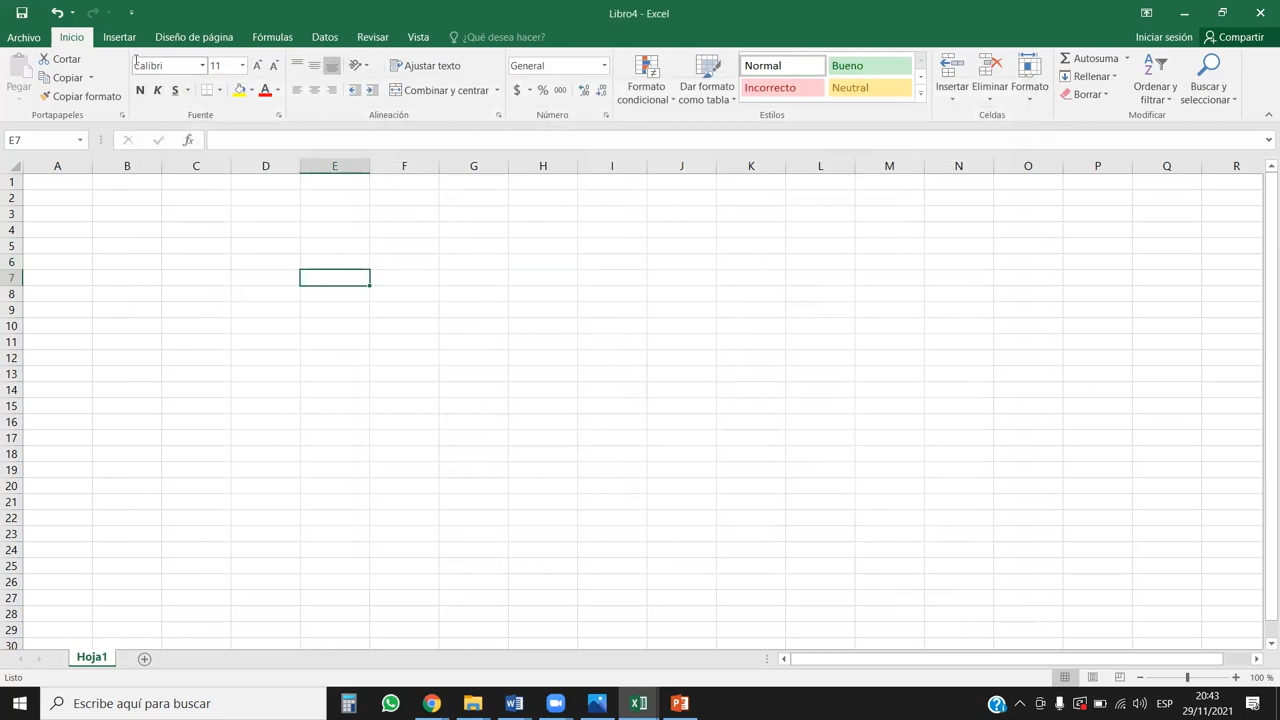 Libro4 - Excel
Archivo Inicio Insertar Diseño de página Fórmulas Datos Revisar Vista ¿Qué desea hacer? Iniciar sesión Compartir
Pegar Cortar Copiar Copiar formato
Calibri 11
N K S
Ajustar texto
Combinar y centrar
General
$ % 000
Formato condicional
Dar formato como tabla
Normal Bueno
Incorrecto Neutral
Insertar Eliminar Formato
Autosuma
Rellenar
Borrar
Ordenar y filtrar
Buscar y seleccionar
Portapapeles Fuente Alineación Número Estilos Celdas Modificar
E7 fx
A B C D E F G H I J K L M N O P Q R
1
2
3
4
5
6
7
8
9
10
11
12
13
14
15
16
17
18
19
20
21
22
23
24
25
26
27
28
29
30
Hoja1
Listo 100 %
Escribe aquí para buscar ESP 20:43
29/11/2021